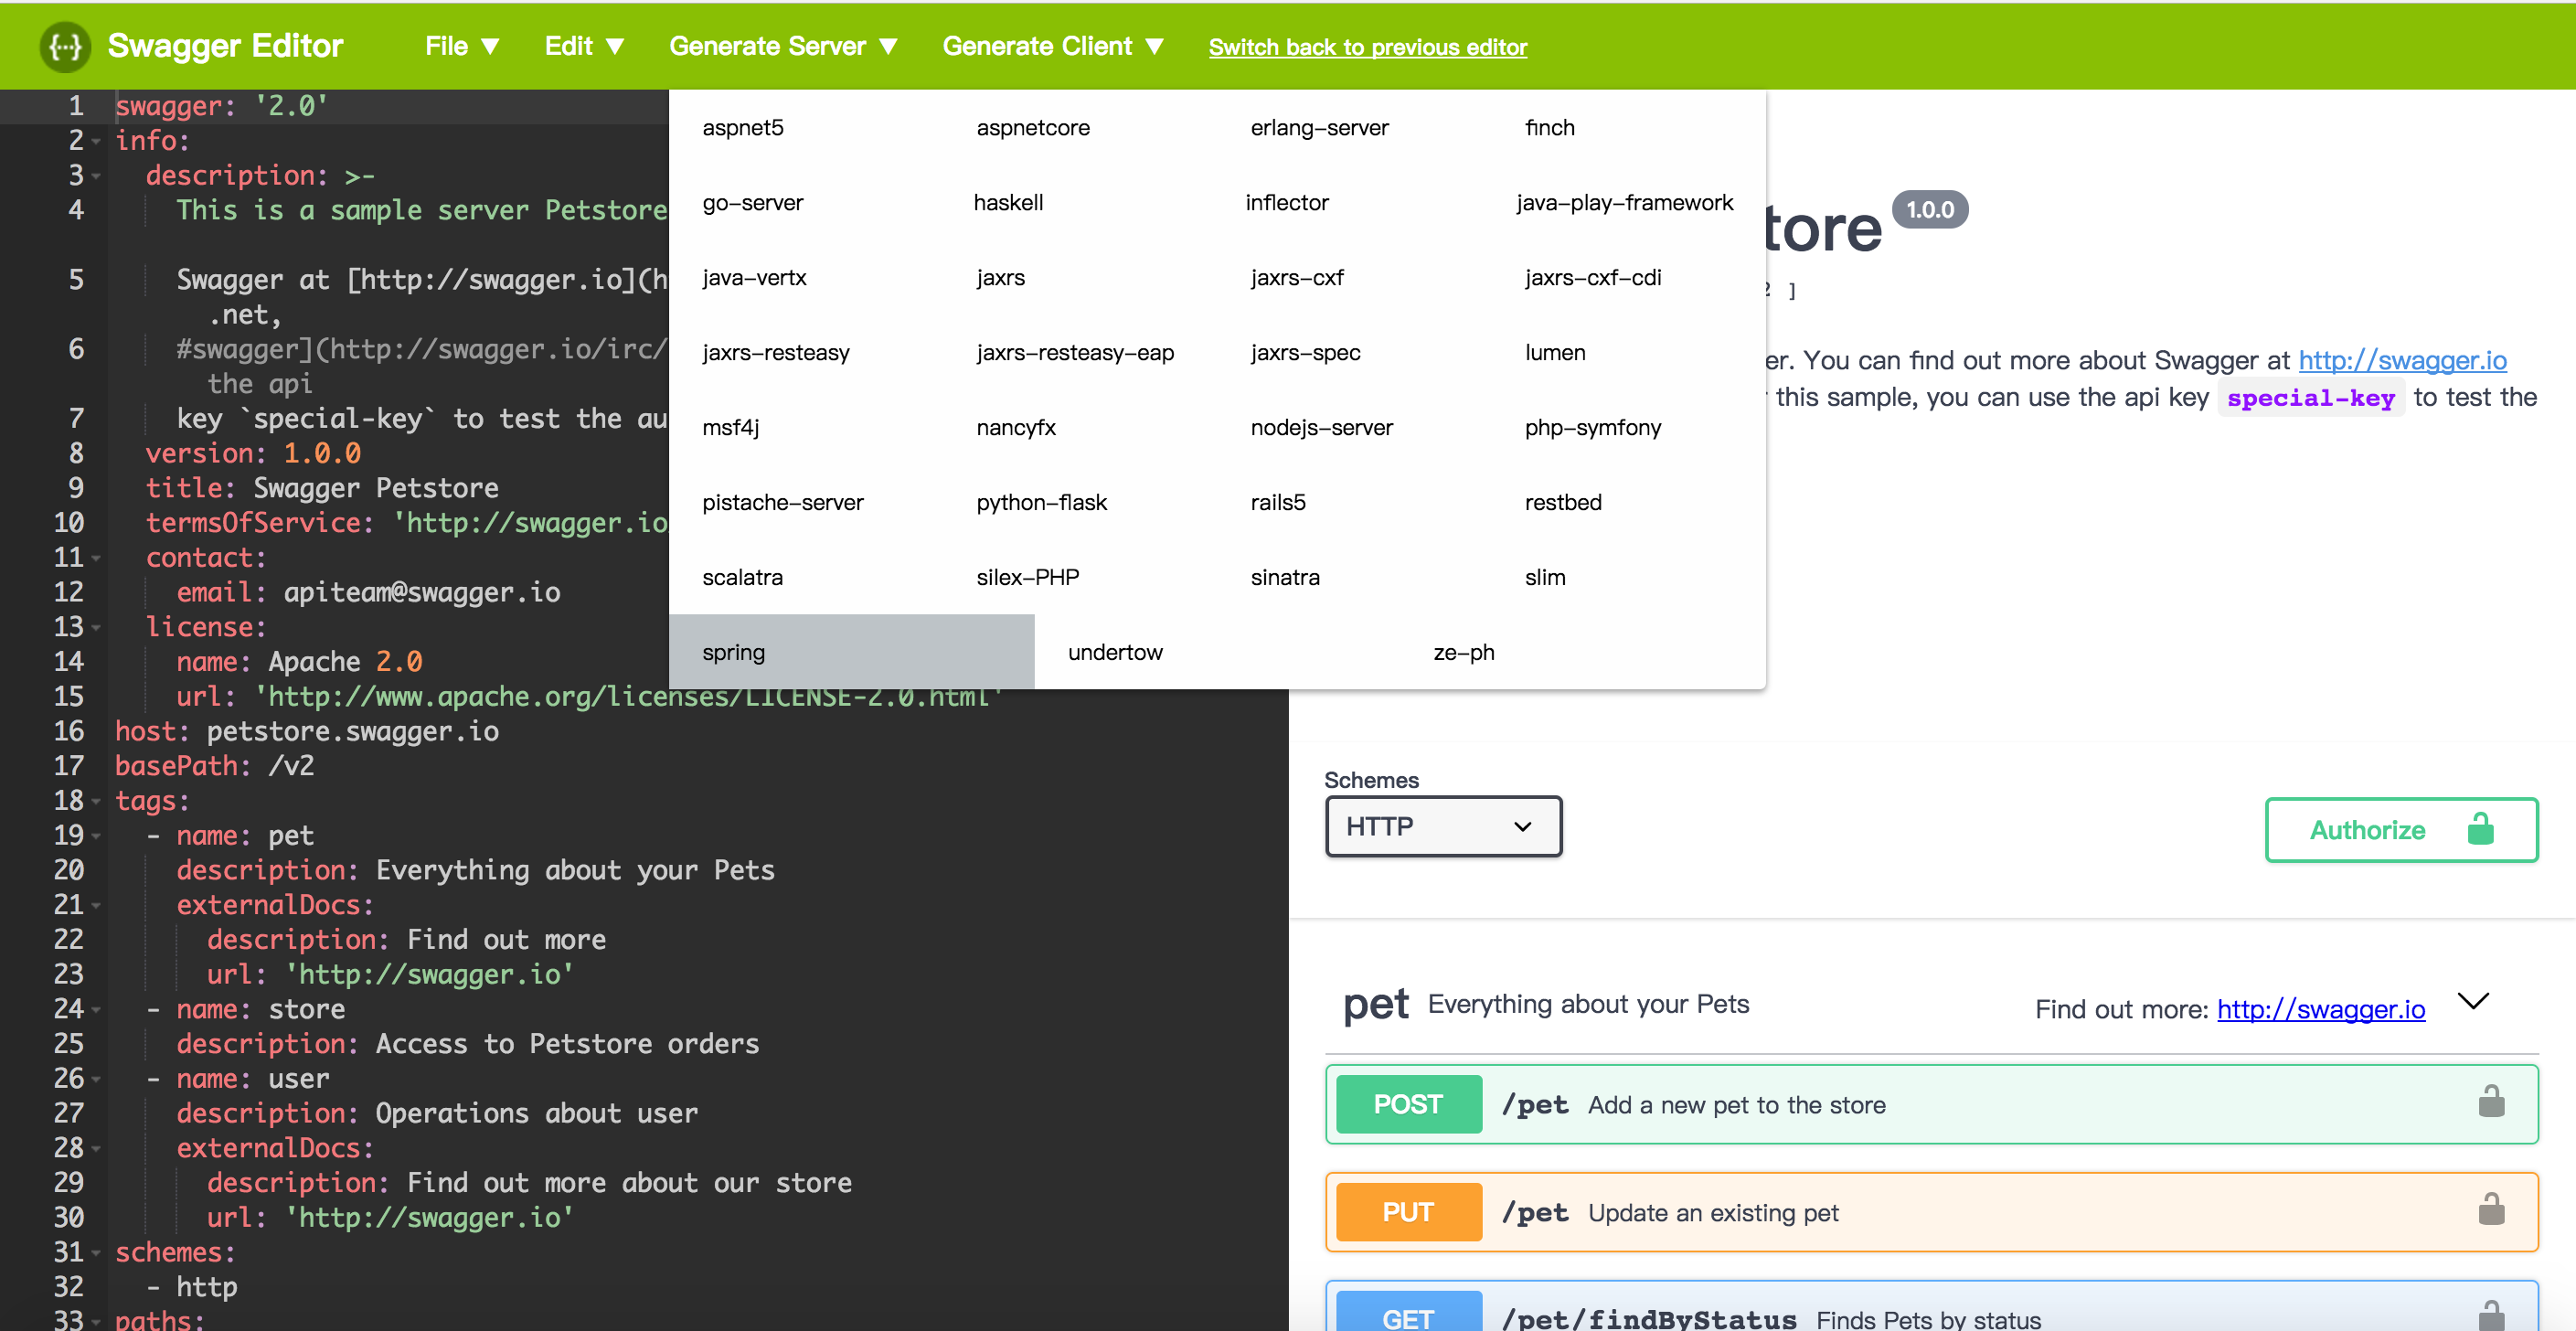 Swagger Editor File ▼ Edit ▼ Generate Server ▼ Generate Client ▼ Switch back to previous editor
1 swagger: '2.0'
2 info:
3 description: >-
4 This is a sample server Petstore
5 Swagger at [http://swagger.io](h
.net,
6 #swagger](http://swagger.io/irc/
the api
7 key `special-key` to test the au
8 version: 1.0.0
9 title: Swagger Petstore
10 termsOfService: 'http://swagger.io
11 contact:
12 email: apiteam@swagger.io
13 license:
14 name: Apache 2.0
15 url: 'http://www.apache.org/licenses/LICENSE-2.0.html'
16 host: petstore.swagger.io
17 basePath: /v2
18 tags:
19 - name: pet
20 description: Everything about your Pets
21 externalDocs:
22 description: Find out more
23 url: 'http://swagger.io'
24 - name: store
25 description: Access to Petstore orders
26 - name: user
27 description: Operations about user
28 externalDocs:
29 description: Find out more about our store
30 url: 'http://swagger.io'
31 schemes:
32 - http
33 paths:
aspnet5 aspnetcore erlang-server finch
go-server haskell inflector java-play-framework
java-vertx jaxrs jaxrs-cxf jaxrs-cxf-cdi
jaxrs-resteasy jaxrs-resteasy-eap jaxrs-spec lumen
msf4j nancyfx nodejs-server php-symfony
pistache-server python-flask rails5 restbed
scalatra silex-PHP sinatra slim
spring undertow ze-ph
tore 1.0.0
]
er. You can find out more about Swagger at http://swagger.io
this sample, you can use the api key special-key to test the
Schemes
HTTP
Authorize
pet Everything about your Pets Find out more: http://swagger.io
POST /pet Add a new pet to the store
PUT /pet Update an existing pet
GET /pet/findByStatus Finds Pets by status